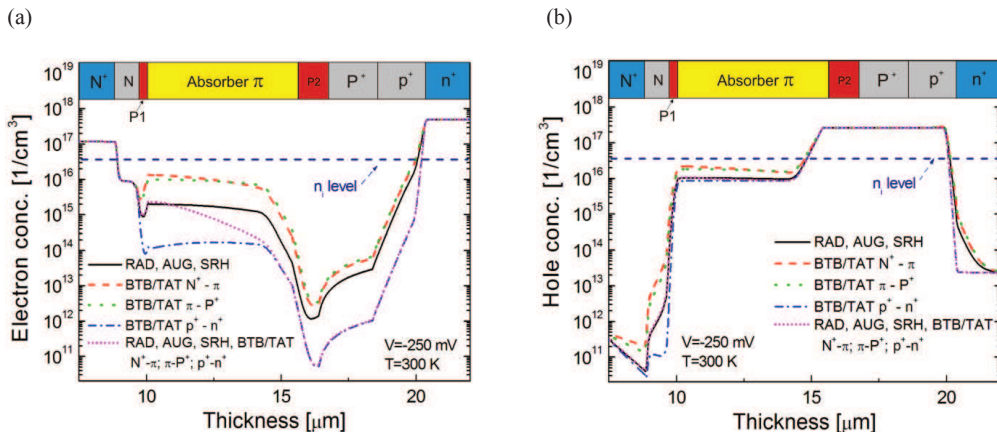 (a)
(b)
N+ N Absorber π P2 P+ p+ n+
P1
10^19
10^18
10^17
10^16
10^15
10^14
10^13
10^12
10^11
Electron conc. [1/cm^3]
n_i level
RAD, AUG, SRH
BTB/TAT N+ - π
BTB/TAT π - P+
BTB/TAT p+ - n+
RAD, AUG, SRH, BTB/TAT
N+-π; π-P+; p+-n+
V=-250 mV
T=300 K
10 15 20
Thickness [μm]
N+ N Absorber π P2 P+ p+ n+
P1
10^19
10^18
10^17
10^16
10^15
10^14
10^13
10^12
10^11
Hole conc. [1/cm^3]
n_i level
RAD, AUG, SRH
BTB/TAT N+ - π
BTB/TAT π - P+
BTB/TAT p+ - n+
RAD, AUG, SRH, BTB/TAT
N+-π; π-P+; p+-n+
V=-250 mV
T=300 K
10 15 20
Thickness [μm]